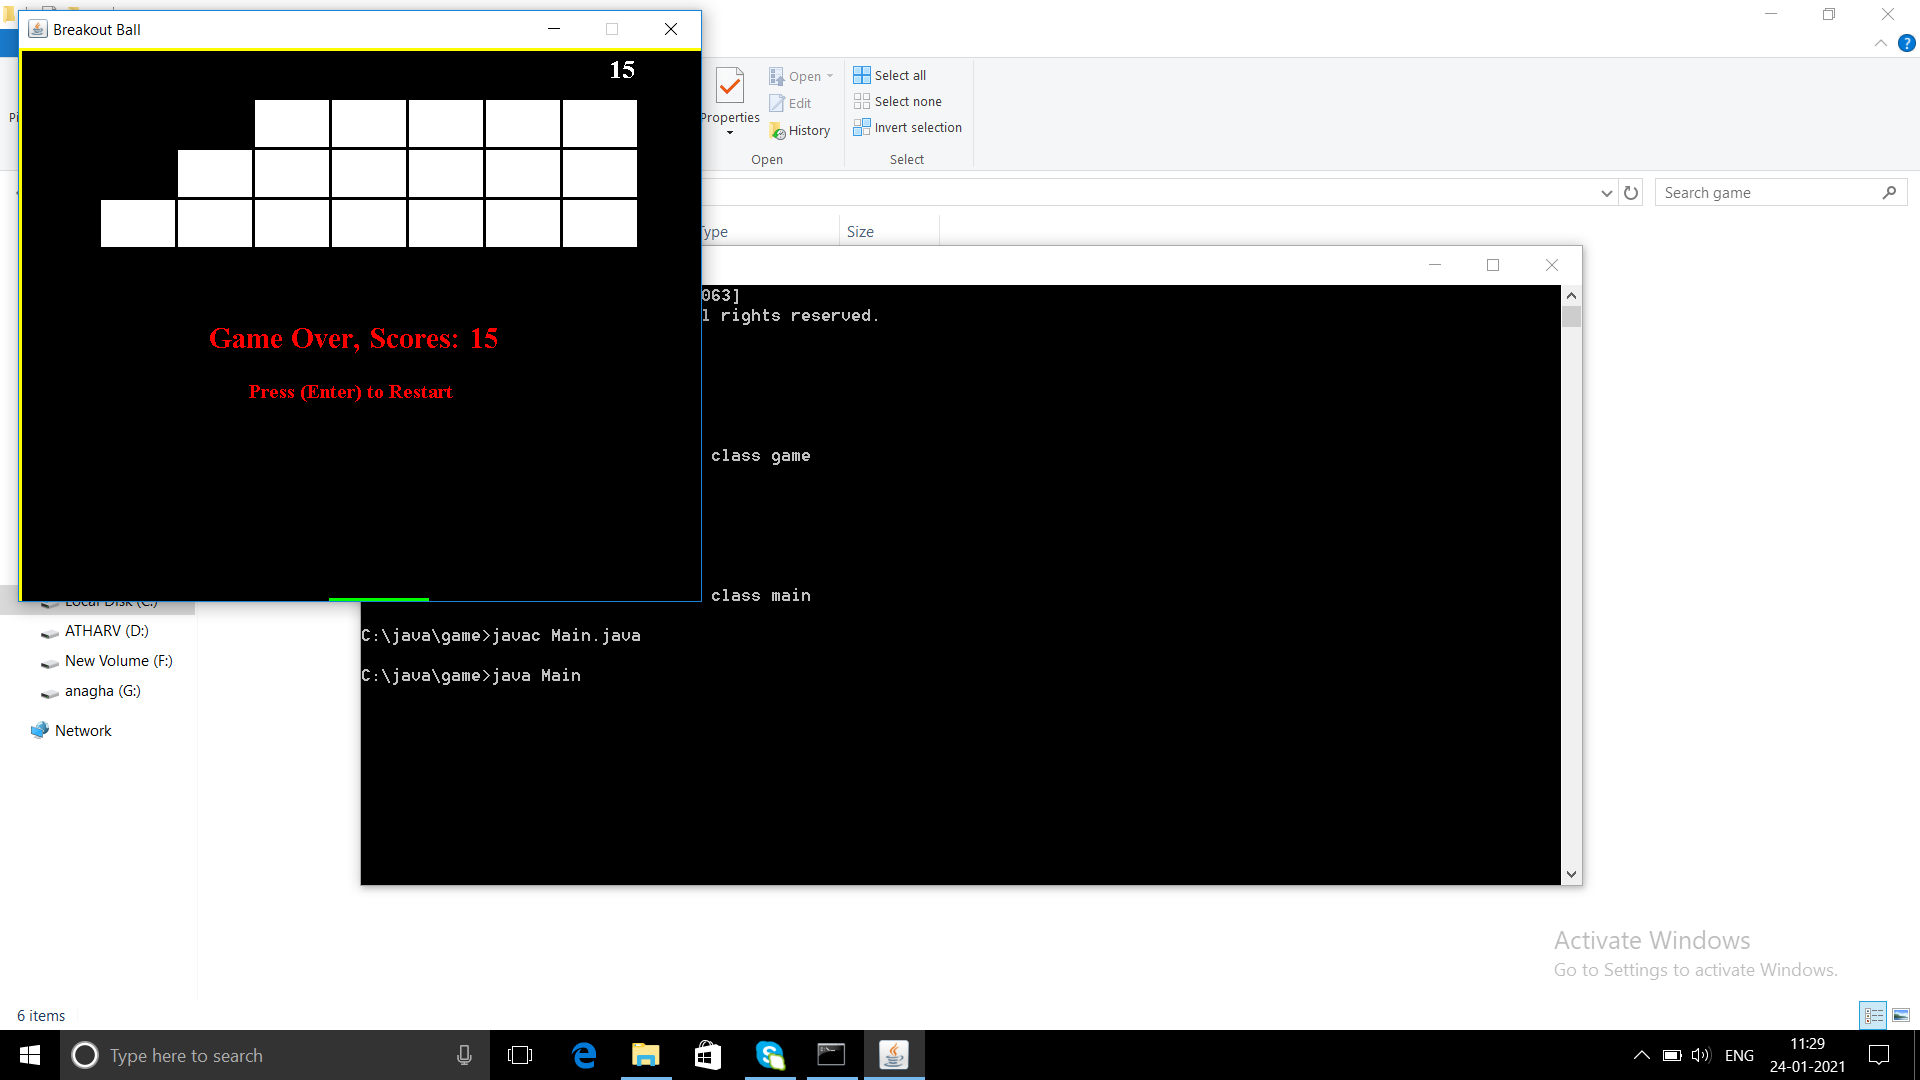 Breakout Ball
15
Game Over, Scores: 15
Press (Enter) to Restart
Properties
Open
Edit
History
Open
Select all
Select none
Invert selection
Select
Search game
Size
063]
l rights reserved.
class game
class main
C:\java\game>javac Main.java
C:\java\game>java Main
Local Disk (C:)
ATHARV (D:)
New Volume (F:)
anagha (G:)
Network
6 items
Activate Windows
Go to Settings to activate Windows.
Type here to search
ENG
11:29
24-01-2021